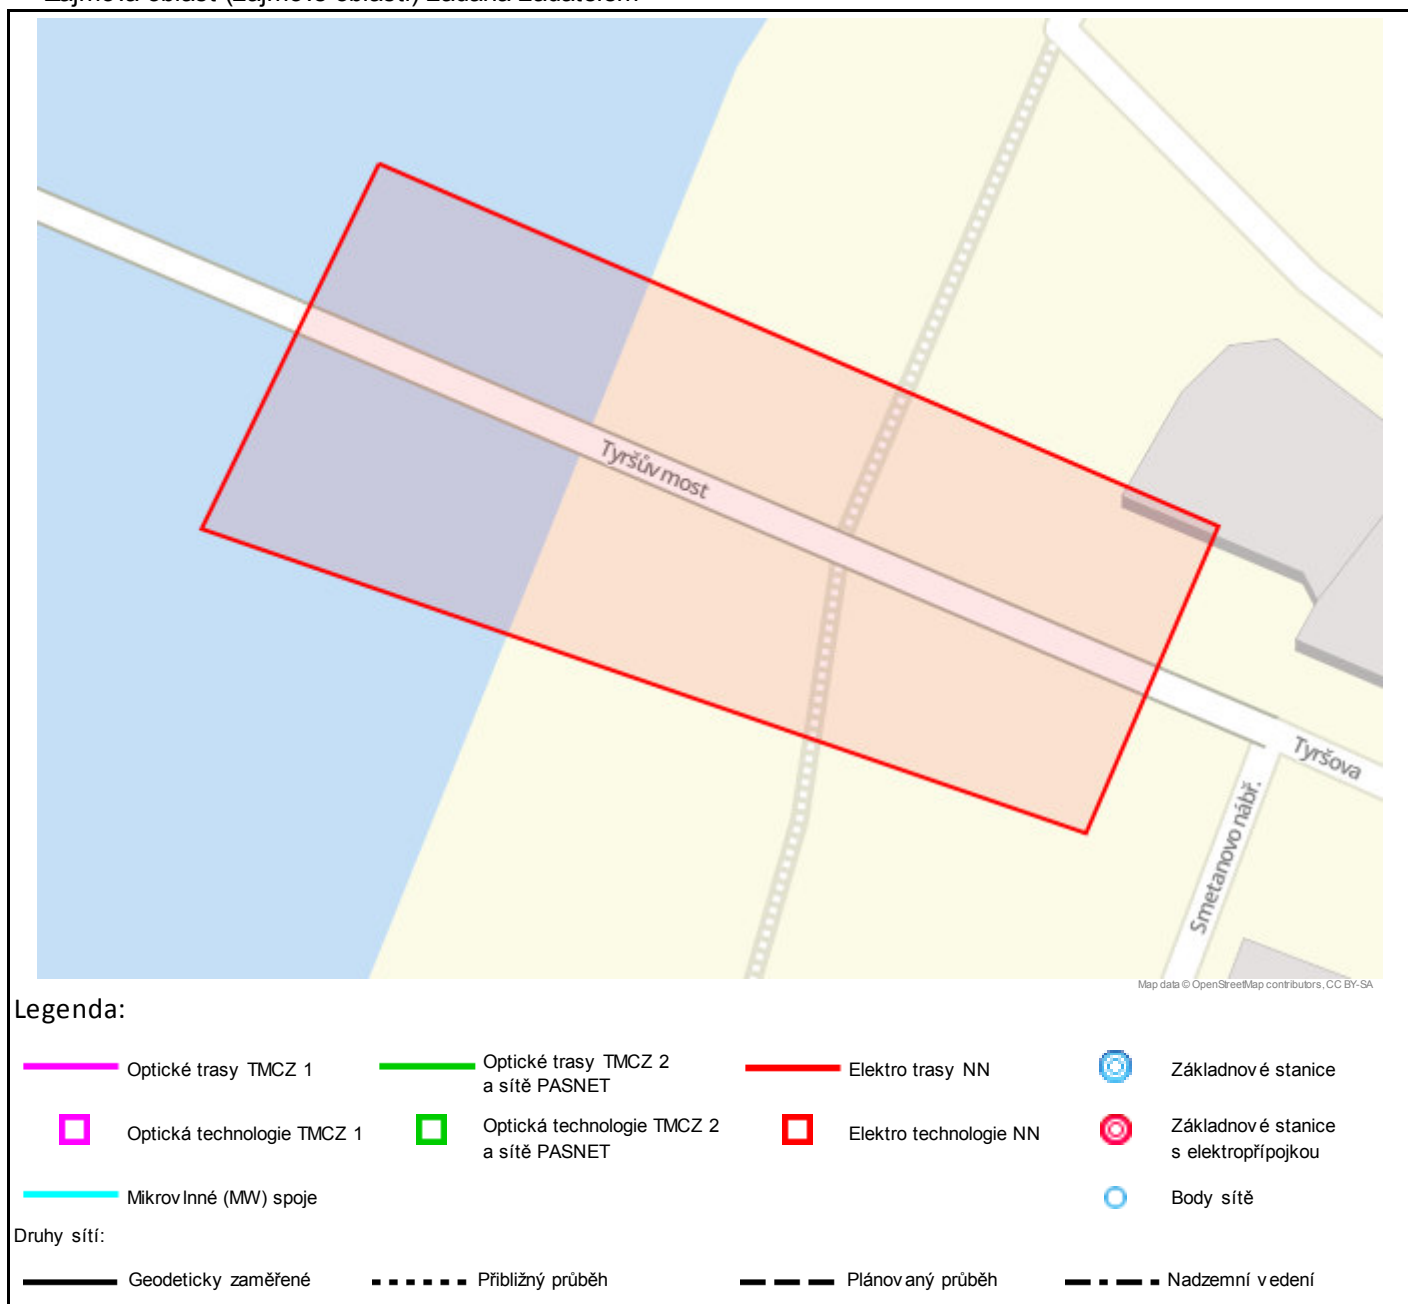 Tyršův most
Tyršova
Smetanovo nábř.
Map data © OpenStreetMap contributors, CC BY-SA
Legenda:
Optické trasy TMCZ 1
Optické trasy TMCZ 2
a sítě PASNET
Elektro trasy NN
Základnové stanice
Optická technologie TMCZ 1
Optická technologie TMCZ 2
a sítě PASNET
Elektro technologie NN
Základnové stanice
s elektropřípojkou
Mikrovlnné (MW) spoje
Body sítě
Druhy sítí:
Geodeticky zaměřené
Přibližný průběh
Plánovaný průběh
Nadzemní vedení